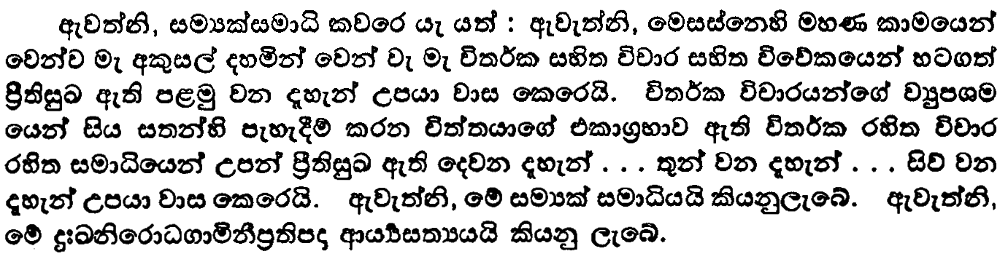 ඇවත්නි, සම්‍යක්සමාධි කවරෙ යැ යත් : ඇවැත්නි, මෙසස්නෙහි මහණ කාමයෙන්
වෙන්ව මැ අකුසල් දහමින් වෙන් වැ මැ විතර්ක සහිත විචාර සහිත විවේකයෙන් හටගත්
ප්‍රීතිසුඛ ඇති පළමු වන දැහැන් උපයා වාස කෙරෙයි. විතර්ක විචාරයන්ගේ ව්‍යුපශම
යෙන් සිය සතන්හි පැහැදීම් කරන චිත්තයාගේ එකාග්‍රභාව ඇති විතර්ක රහිත විචාර
රහිත සමාධියෙන් උපන් ප්‍රීතිසුඛ ඇති දෙවන දැහැන් . . . තුන් වන දැහැන් . . . සිව් වන
දැහැන් උපයා වාස කෙරෙයි. ඇවැත්නි, මේ සම්‍යක් සමාධියයි කියනුලැබේ. ඇවැත්නි,
මේ දුඃඛනිරොධගාමිනීප්‍රතිපදා ආර්‍ය්‍යසත්‍යයයි කියනු ලැබේ.